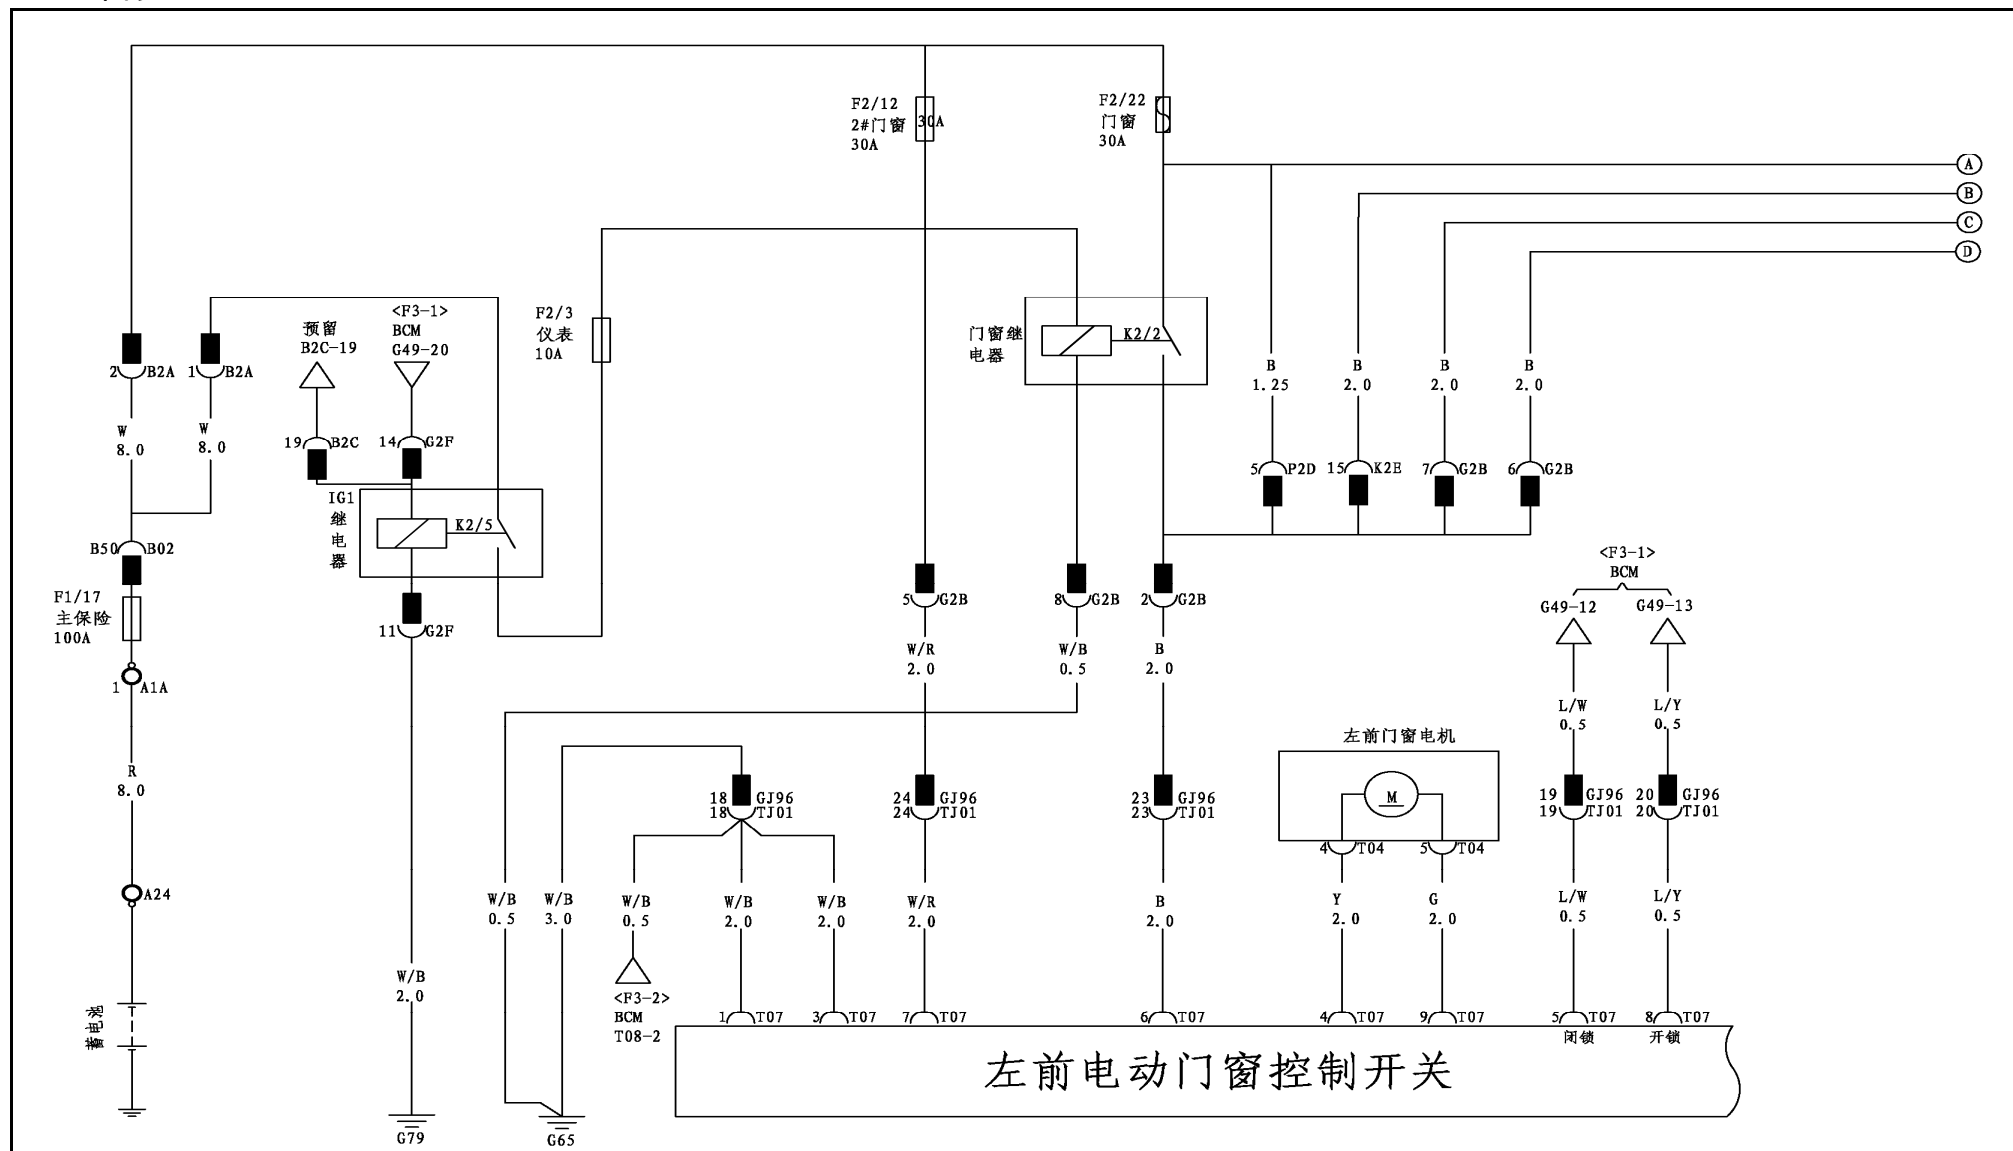 F2/12
2#门窗
30A
30A
F2/22
门窗
30A
A
B
C
D
F2/3
仪表
10A
预留
B2C-19
<F3-1>
BCM
G49-20
门窗继
电器
K2/2
2 B2A
1 B2A
W
8.0
W
8.0
19 B2C
14 G2F
B
1.25
B
2.0
B
2.0
B
2.0
5 P2D
15 K2E
7 G2B
6 G2B
IG1
继
电
器
K2/5
B50 B02
F1/17
主保险
100A
11 G2F
5 G2B
8 G2B
2 G2B
<F3-1>
BCM
G49-12
G49-13
1 A1A
W/R
2.0
W/B
0.5
B
2.0
L/W
0.5
L/Y
0.5
R
8.0
左前门窗电机
M
18 GJ96
18 TJ01
24 GJ96
24 TJ01
23 GJ96
23 TJ01
19 GJ96
19 TJ01
20 GJ96
20 TJ01
4 T04
5 T04
A24
W/B
0.5
W/B
3.0
W/B
0.5
W/B
2.0
W/B
2.0
W/R
2.0
B
2.0
Y
2.0
G
2.0
L/W
0.5
L/Y
0.5
W/B
2.0
蓄电池
<F3-2>
BCM
T08-2
1 T07
3 T07
7 T07
6 T07
4 T07
9 T07
5 T07
8 T07
闭锁
开锁
左前电动门窗控制开关
G79
G65